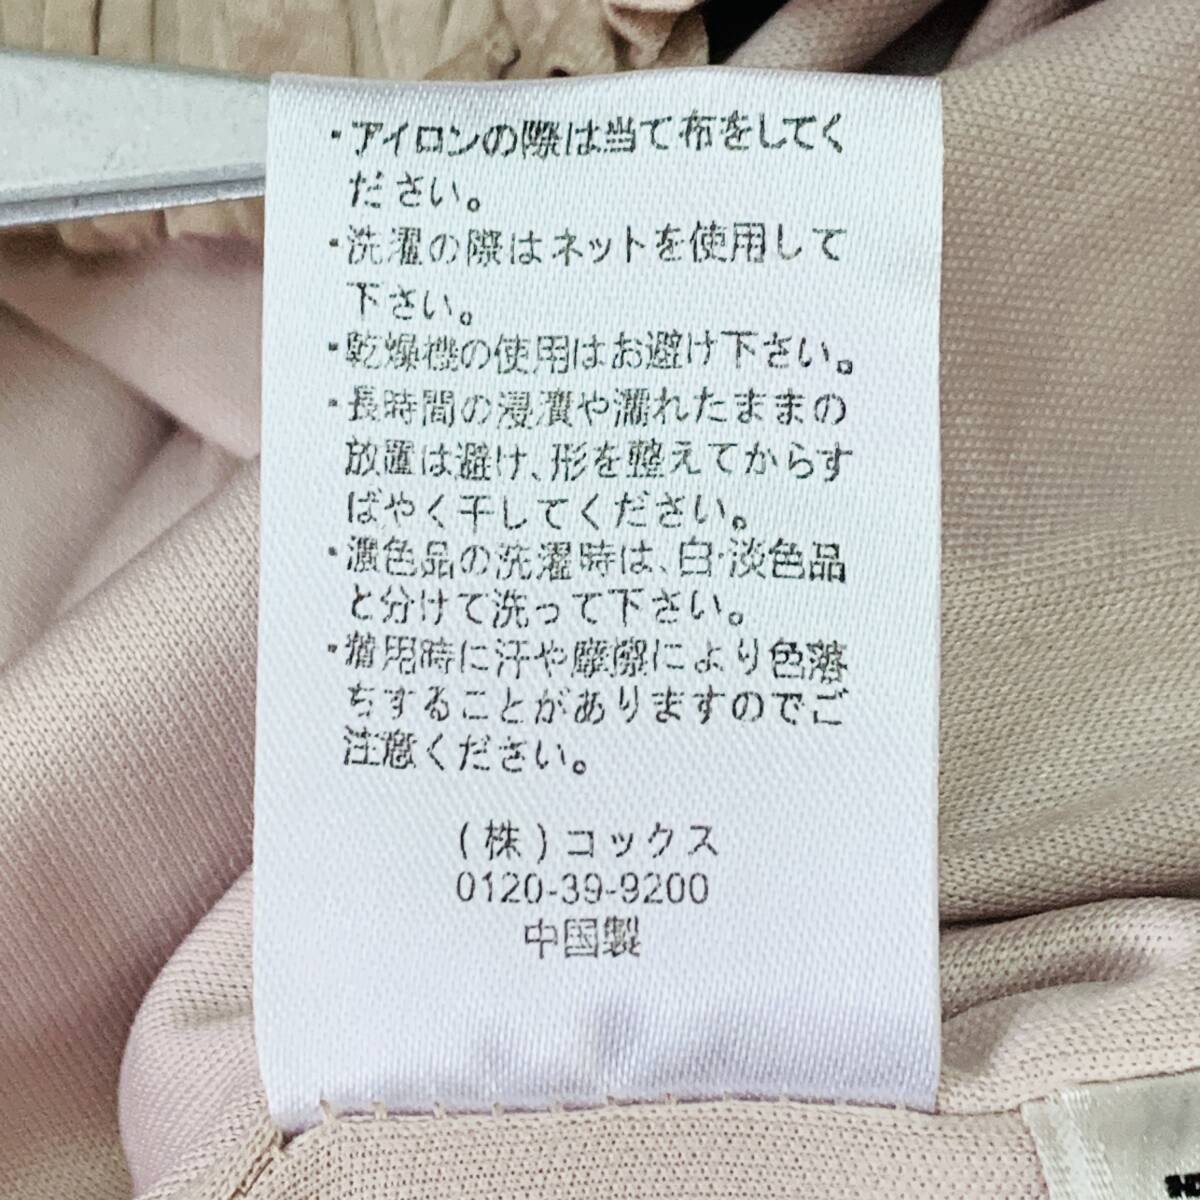 ・アイロンの際は当て布をしてく
ださい。
・洗濯の際はネットを使用して
下さい。
・乾燥機の使用はお避け下さい。
・長時間の浸漬や濡れたままの
放置は避け、形を整えてからす
ばやく干してください。
・濃色品の洗濯時は、白・淡色品
と分けて洗って下さい。
・着用時に汗や摩擦により色落
ちすることがありますのでご
注意ください。
(株)コックス
0120-39-9200
中国製